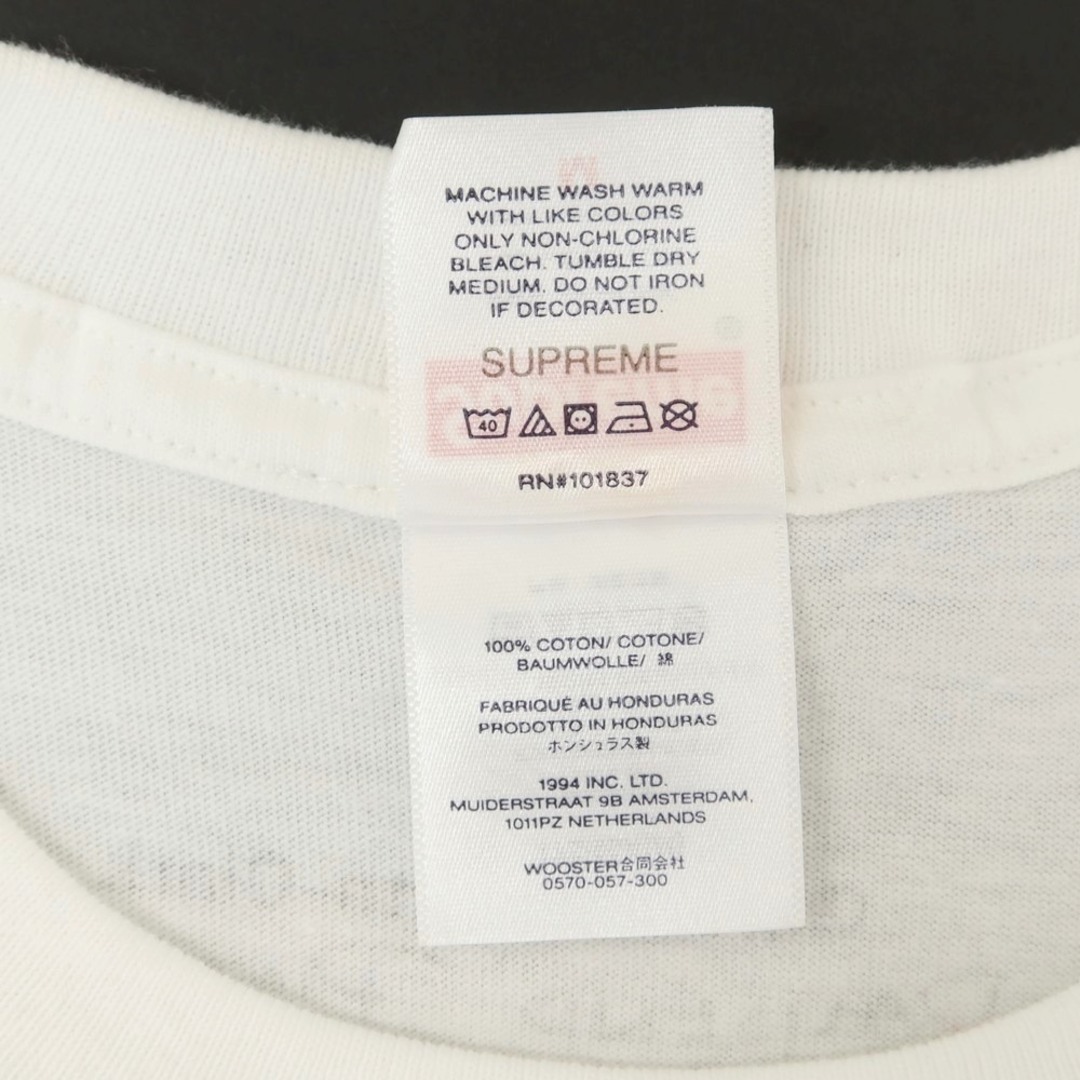 MACHINE WASH WARM
WITH LIKE COLORS
ONLY NON-CHLORINE
BLEACH. TUMBLE DRY
MEDIUM. DO NOT IRON
IF DECORATED.
SUPREME
40
RN#101837
100% COTON/ COTONE/
BAUMWOLLE/ 綿
FABRIQUÉ AU HONDURAS
PRODOTTO IN HONDURAS
ホンジュラス製
1994 INC. LTD.
MUIDERSTRAAT 9B AMSTERDAM,
1011PZ NETHERLANDS
WOOSTER合同会社
0570-057-300